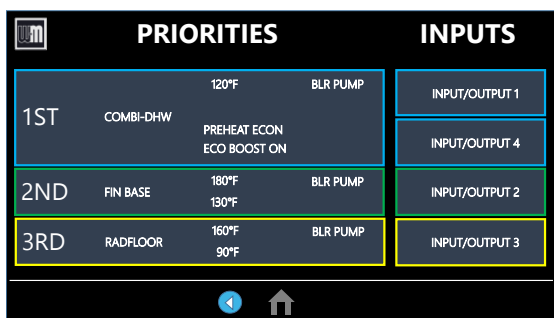 wm PRIORITIES INPUTS
1ST COMBI-DHW 120°F BLR PUMP INPUT/OUTPUT 1
PREHEAT ECON
ECO BOOST ON INPUT/OUTPUT 4
2ND FIN BASE 180°F BLR PUMP INPUT/OUTPUT 2
130°F
3RD RADFLOOR 160°F BLR PUMP INPUT/OUTPUT 3
90°F